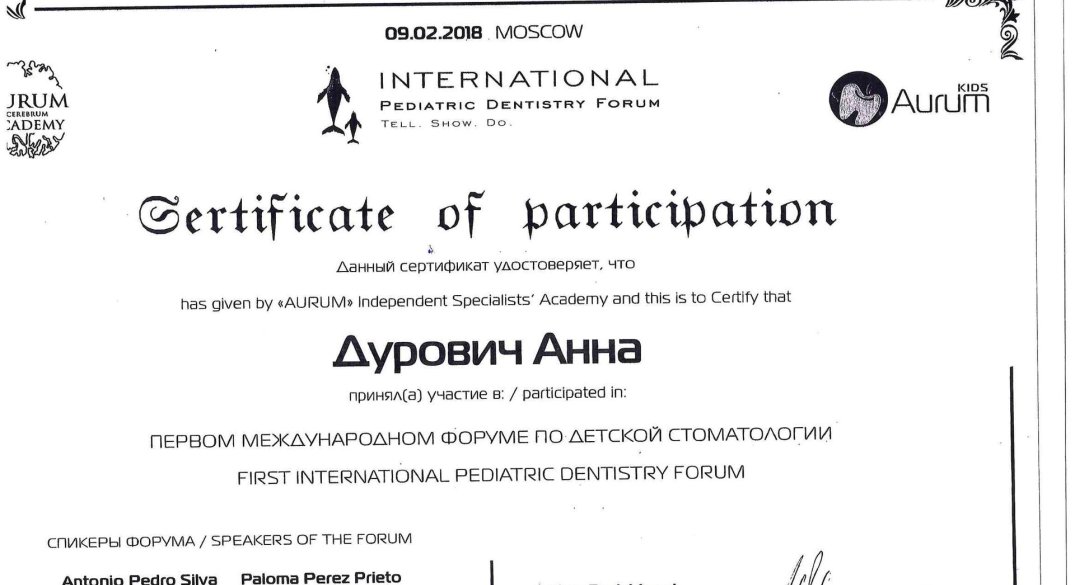 09.02.2018 MOSCOW
INTERNATIONAL
PEDIATRIC DENTISTRY FORUM
TELL. SHOW. DO.
CEREBRUM
KIDS
Aurum
Sertificate of participation
Данный сертификат удостоверяет, что
has given by «AURUM» Independent Specialists' Academy and this is to Certify that
Дурович Анна
принял(а) участие в: / participated in:
ПЕРВОМ МЕЖДУНАРОДНОМ ФОРУМЕ ПО ДЕТСКОЙ СТОМАТОЛОГИИ
FIRST INTERNATIONAL PEDIATRIC DENTISTRY FORUM
СПИКЕРЫ ФОРУМА / SPEAKERS OF THE FORUM
Antonio Pedro Silva Paloma Perez Prieto